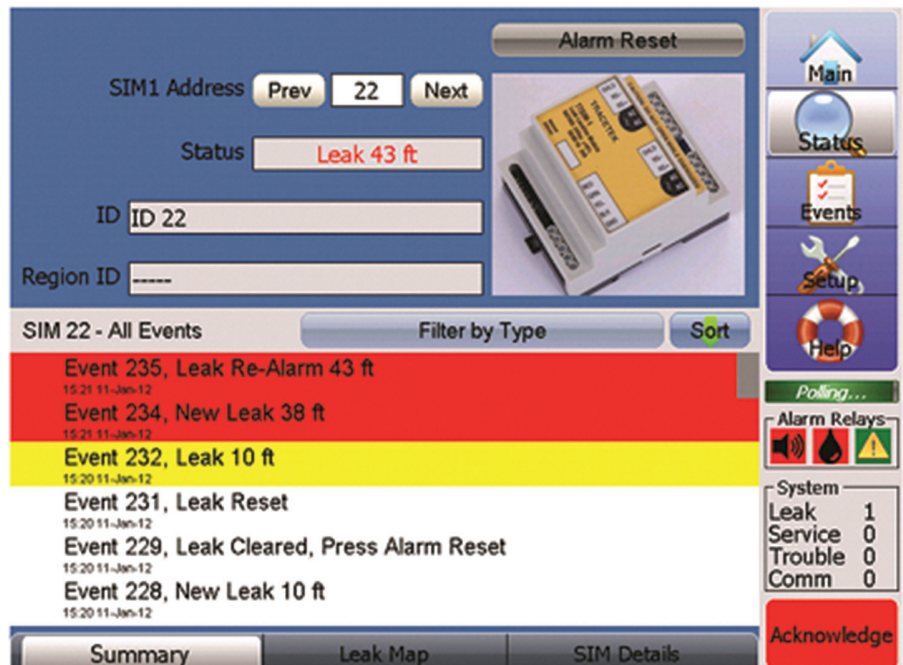 Alarm Reset
SIM1 Address Prev 22 Next
Status Leak 43 ft
ID ID 22
Region ID -----
TRACETEK
SIM 22 - All Events Filter by Type Sort
Event 235, Leak Re-Alarm 43 ft
15:21 11-Jan-12
Event 234, New Leak 38 ft
15:21 11-Jan-12
Event 232, Leak 10 ft
15:20 11-Jan-12
Event 231, Leak Reset
15:20 11-Jan-12
Event 229, Leak Cleared, Press Alarm Reset
15:20 11-Jan-12
Event 228, New Leak 10 ft
15:20 11-Jan-12
Summary Leak Map SIM Details
Main
Status
Events
Setup
Help
Polling...
Alarm Relays
System
Leak 1
Service 0
Trouble 0
Comm 0
Acknowledge